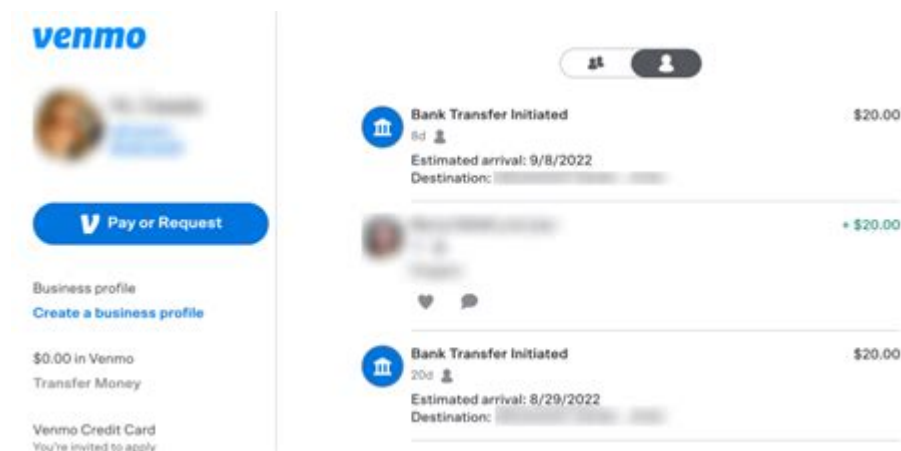 venmo
Pay or Request
Business profile
Create a business profile
$0.00 in Venmo
Transfer Money
Venmo Credit Card
You're invited to apply
Bank Transfer Initiated $20.00
8d
Estimated arrival: 9/8/2022
Destination:
+ $20.00
Bank Transfer Initiated $20.00
20d
Estimated arrival: 8/29/2022
Destination: